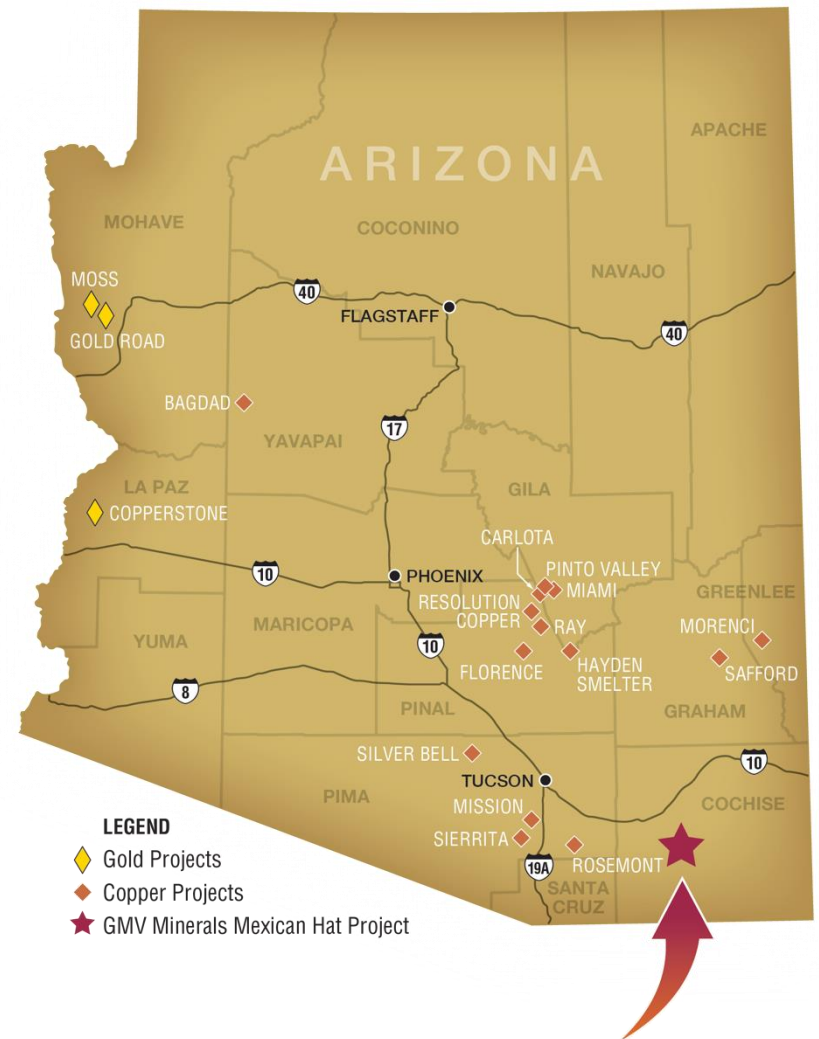 APACHE
ARIZONA
MOHAVE
COCONINO
NAVAJO
MOSS
40
FLAGSTAFF
40
GOLD ROAD
BAGDAD
17
YAVAPAI
LA PAZ
GILA
COPPERSTONE
CARLOTA
PINTO VALLEY
10
PHOENIX
MIAMI
GREENLEE
RESOLUTION
COPPER
MARICOPA
RAY
MORENCI
YUMA
10
FLORENCE
HAYDEN
SMELTER
SAFFORD
8
PINAL
GRAHAM
SILVER BELL
10
TUCSON
PIMA
COCHISE
MISSION
SIERRITA
ROSEMONT
19A
SANTA
CRUZ
LEGEND
Gold Projects
Copper Projects
GMV Minerals Mexican Hat Project